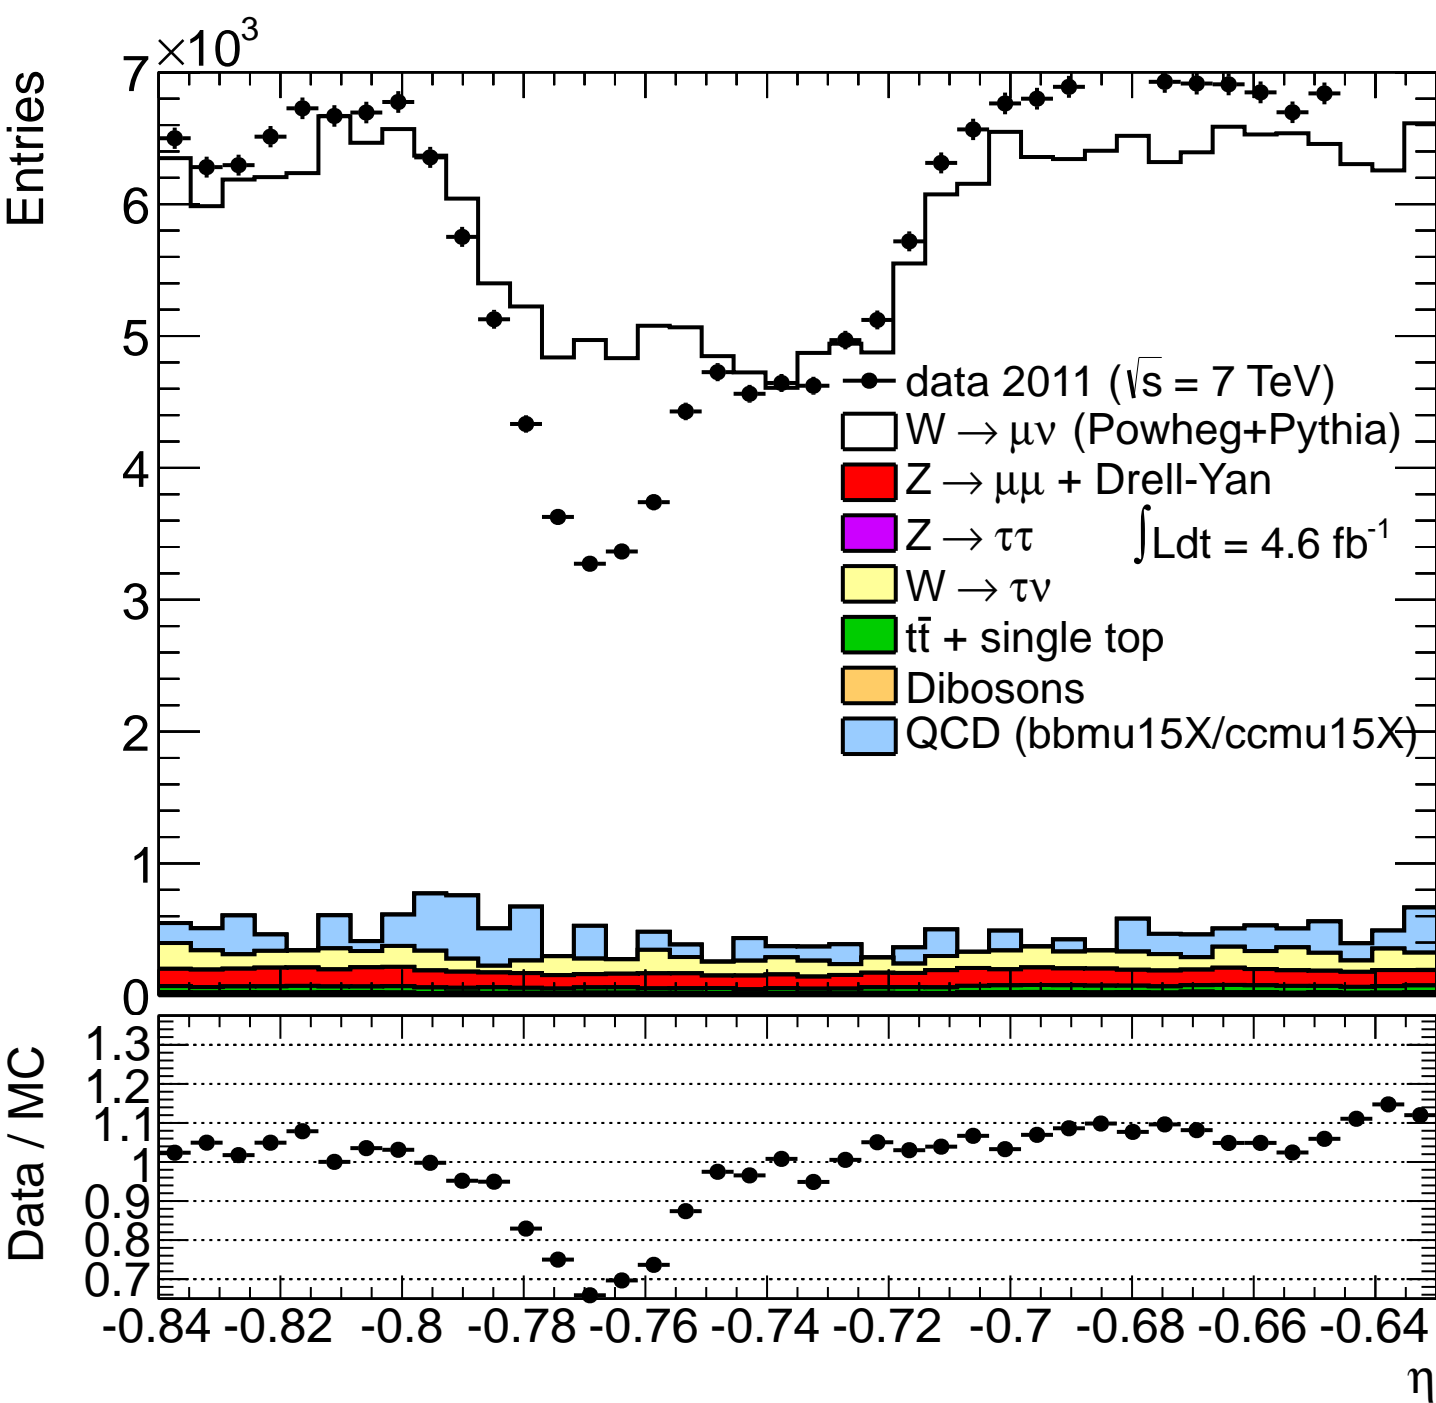 ×10³
Entries
7
6
5
4
3
2
1
0
data 2011 (√s = 7 TeV)
W → μν (Powheg+Pythia)
Z → μμ + Drell-Yan
Z → ττ
∫Ldt = 4.6 fb⁻¹
W → τν
tt̄ + single top
Dibosons
QCD (bbmu15X/ccmu15X)
Data / MC
1.3
1.2
1.1
1
0.9
0.8
0.7
-0.84 -0.82 -0.8 -0.78 -0.76 -0.74 -0.72 -0.7 -0.68 -0.66 -0.64
η